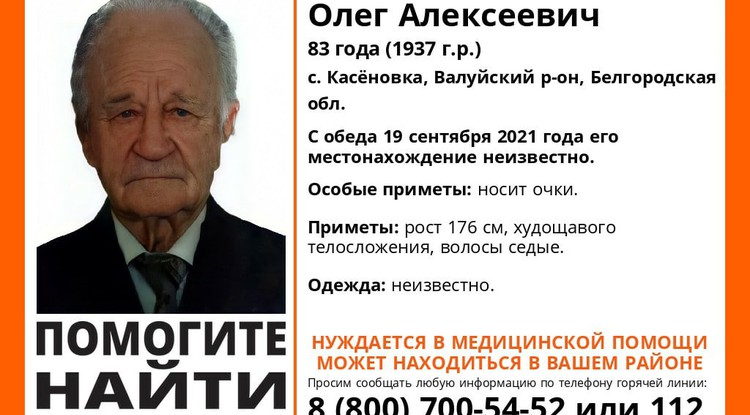 Олег Алексеевич
83 года (1937 г.р.)
с. Касёновка, Валуйский р-он, Белгородская
обл.
С обеда 19 сентября 2021 года его
местонахождение неизвестно.
Особые приметы: носит очки.
Приметы: рост 176 см, худощавого
телосложения, волосы седые.
Одежда: неизвестно.
ПОМОГИТЕ
НАЙТИ
НУЖДАЕТСЯ В МЕДИЦИНСКОЙ ПОМОЩИ
МОЖЕТ НАХОДИТЬСЯ В ВАШЕМ РАЙОНЕ
Просим сообщать любую информацию по телефону горячей линии:
8 (800) 700-54-52 или 112